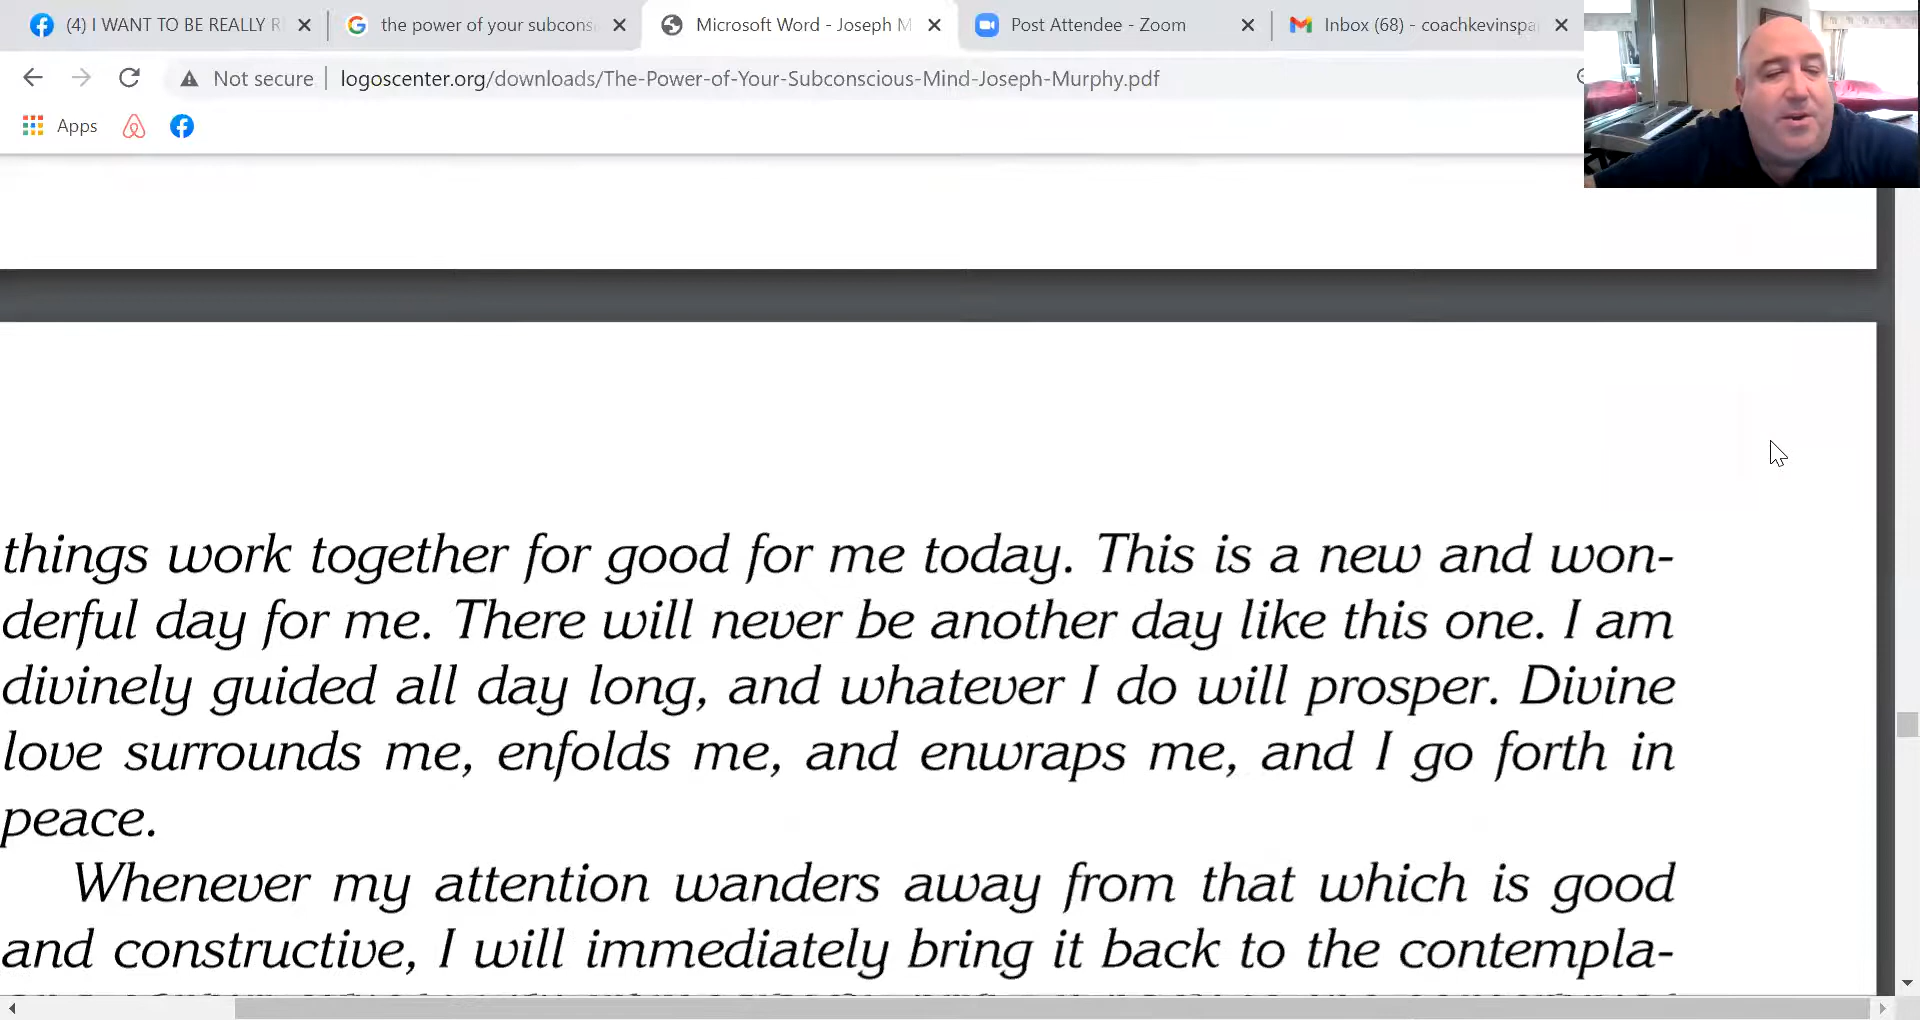 (4) I WANT TO BE REALLY R
the power of your subcons
Microsoft Word - Joseph M
Post Attendee - Zoom
Inbox (68) - coachkevinspa
Not secure
logoscenter.org/downloads/The-Power-of-Your-Subconscious-Mind-Joseph-Murphy.pdf
Apps
things work together for good for me today. This is a new and won-
derful day for me. There will never be another day like this one. I am
divinely guided all day long, and whatever I do will prosper. Divine
love surrounds me, enfolds me, and enwraps me, and I go forth in
peace.
Whenever my attention wanders away from that which is good
and constructive, I will immediately bring it back to the contempla-